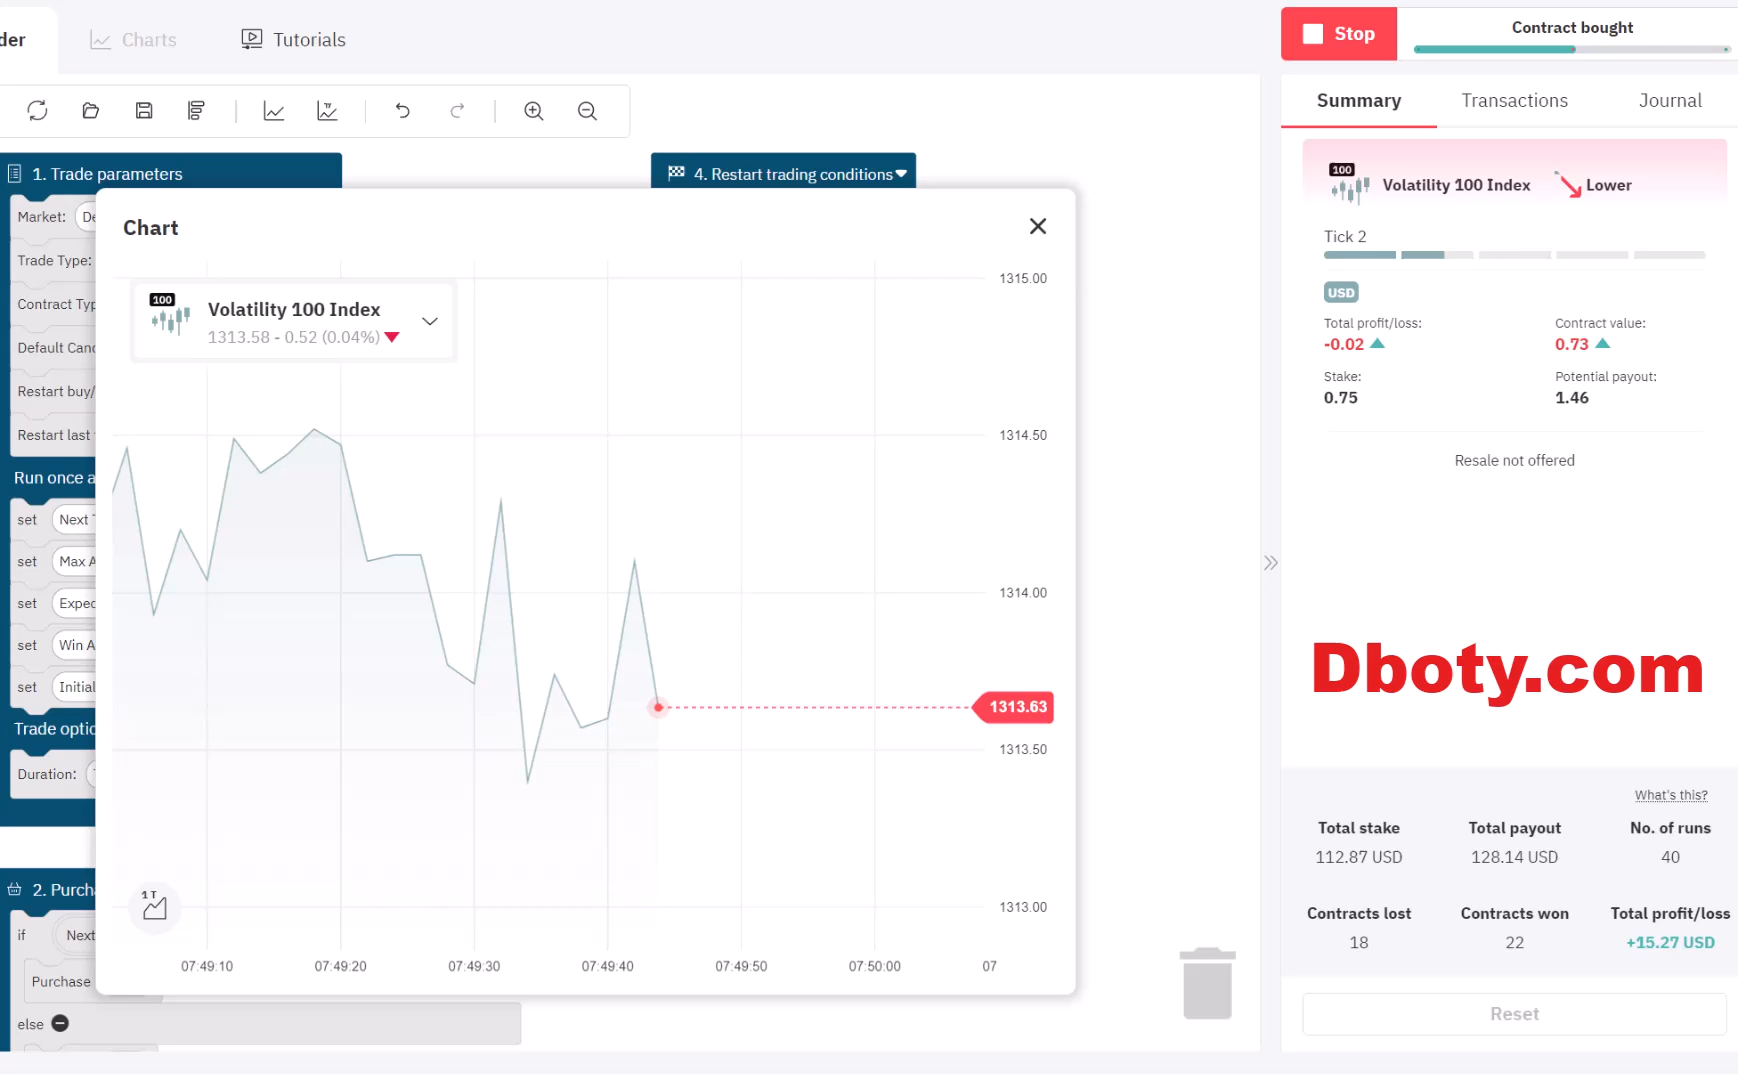 der
Charts
Tutorials
Stop
Contract bought
Summary
Transactions
Journal
1. Trade parameters
4. Restart trading conditions
Market:
Trade Type:
Default
Restart buy/
Restart last
Run once a
set Next
set Max A
set Expec
set Win A
set Initial
Trade optio
Duration:
2. Purcha
if Next
Purchase
else
Chart
100
Volatility 100 Index
1313.58 - 0.52 (0.04%)
1315.00
1314.50
1314.00
1313.63
1313.50
1313.00
1 T
07:49:10
07:49:20
07:49:30
07:49:40
07:49:50
07:50:00
07
100
Volatility 100 Index
Lower
Tick 2
USD
Total profit/loss:
Contract value:
-0.02
0.73
Stake:
Potential payout:
0.75
1.46
Resale not offered
Dboty.com
What's this?
Total stake
Total payout
No. of runs
112.87 USD
128.14 USD
40
Contracts lost
Contracts won
Total profit/loss
18
22
+15.27 USD
Reset